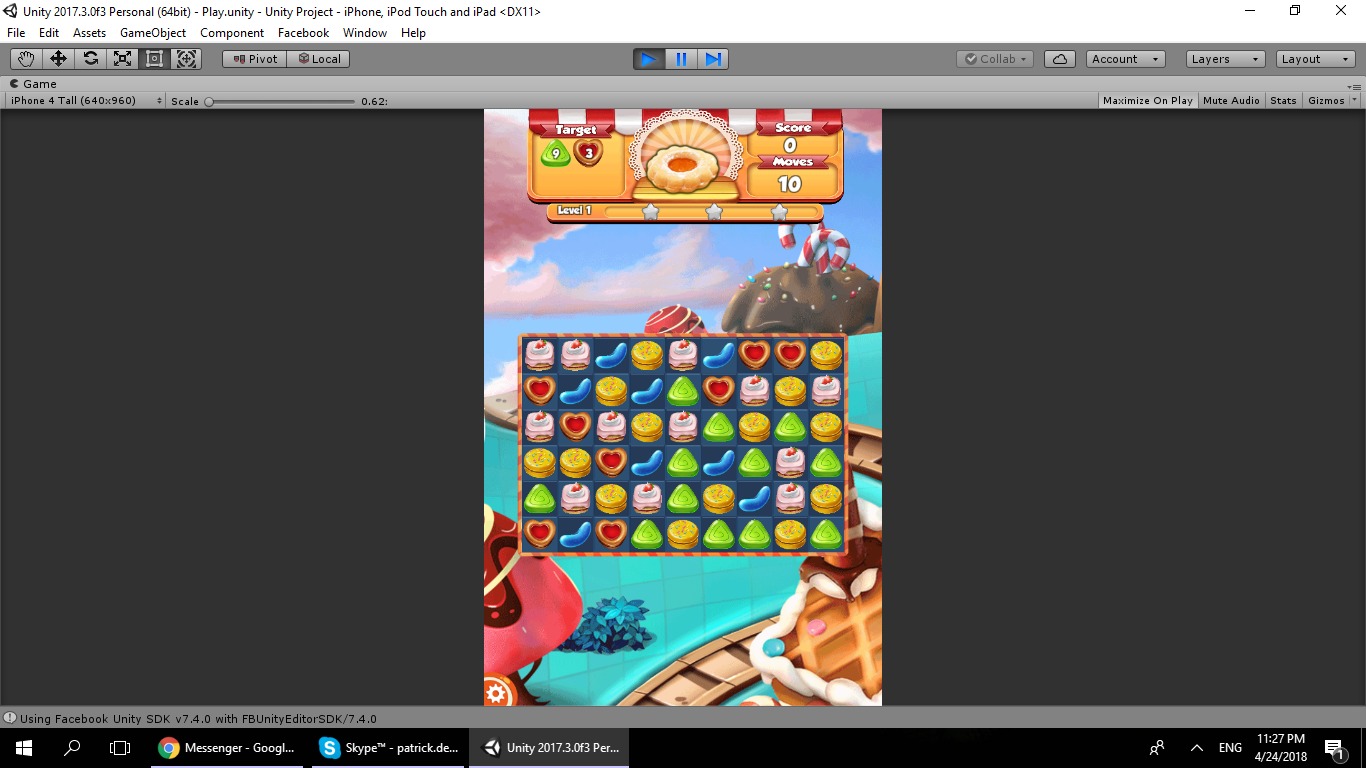 Unity 2017.3.0f3 Personal (64bit) - Play.unity - Unity Project - iPhone, iPod Touch and iPad <DX11>
File Edit Assets GameObject Component Facebook Window Help
Pivot Local Collab Account Layers Layout
Game
iPhone 4 Tall (640x960) Scale 0.62: Maximize On Play Mute Audio Stats Gizmos
Target Score
9 3 0
Moves
10
Level 1
Using Facebook Unity SDK v7.4.0 with FBUnityEditorSDK/7.4.0
Messenger - Googl... Skype™ - patrick.de... Unity 2017.3.0f3 Per... ENG 11:27 PM
4/24/2018 1